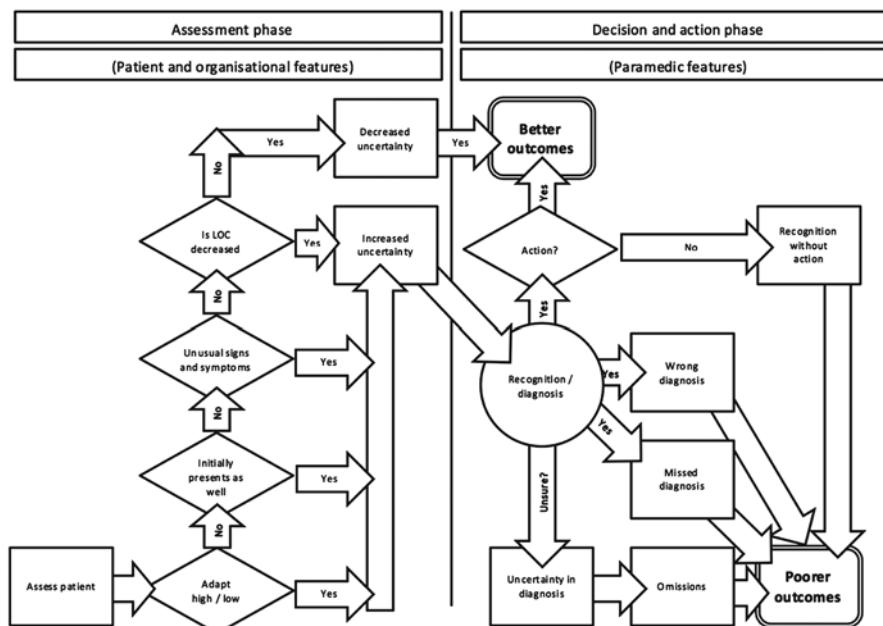 Assessment phase
Decision and action phase
(Patient and organisational features)
(Paramedic features)
Yes
Decreased
uncertainty
Yes
Better
outcomes
No
Yes
Is LOC
decreased
Yes
Increased
uncertainty
Action?
No
Recognition
without
action
No
Yes
Unusual signs
and symptoms
Yes
Recognition /
diagnosis
Yes
Wrong
diagnosis
No
Yes
Initially
presents as
well
Yes
Missed
diagnosis
Unsure?
No
Assess patient
Adapt
high / low
Yes
Uncertainty in
diagnosis
Omissions
Poorer
outcomes